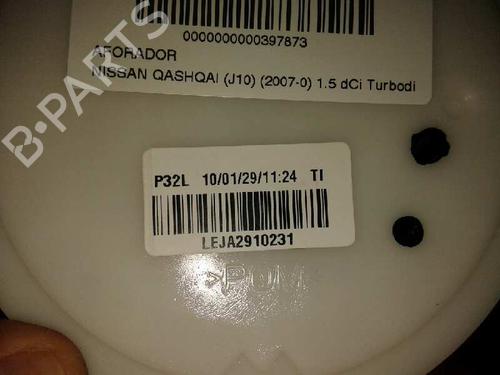 0000000000397873
AFORADOR
NISSAN QASHQAI (J10) (2007-0) 1.5 dCi Turbodi
B-PARTS
P32L 10/01/29/11:24 TI
LEJA2910231
>POM<